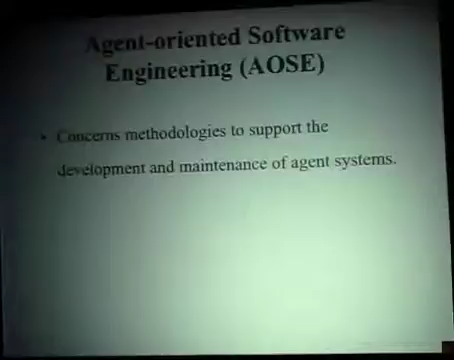 Agent-oriented Software
Engineering (AOSE)
• Concerns methodologies to support the
development and maintenance of agent systems.